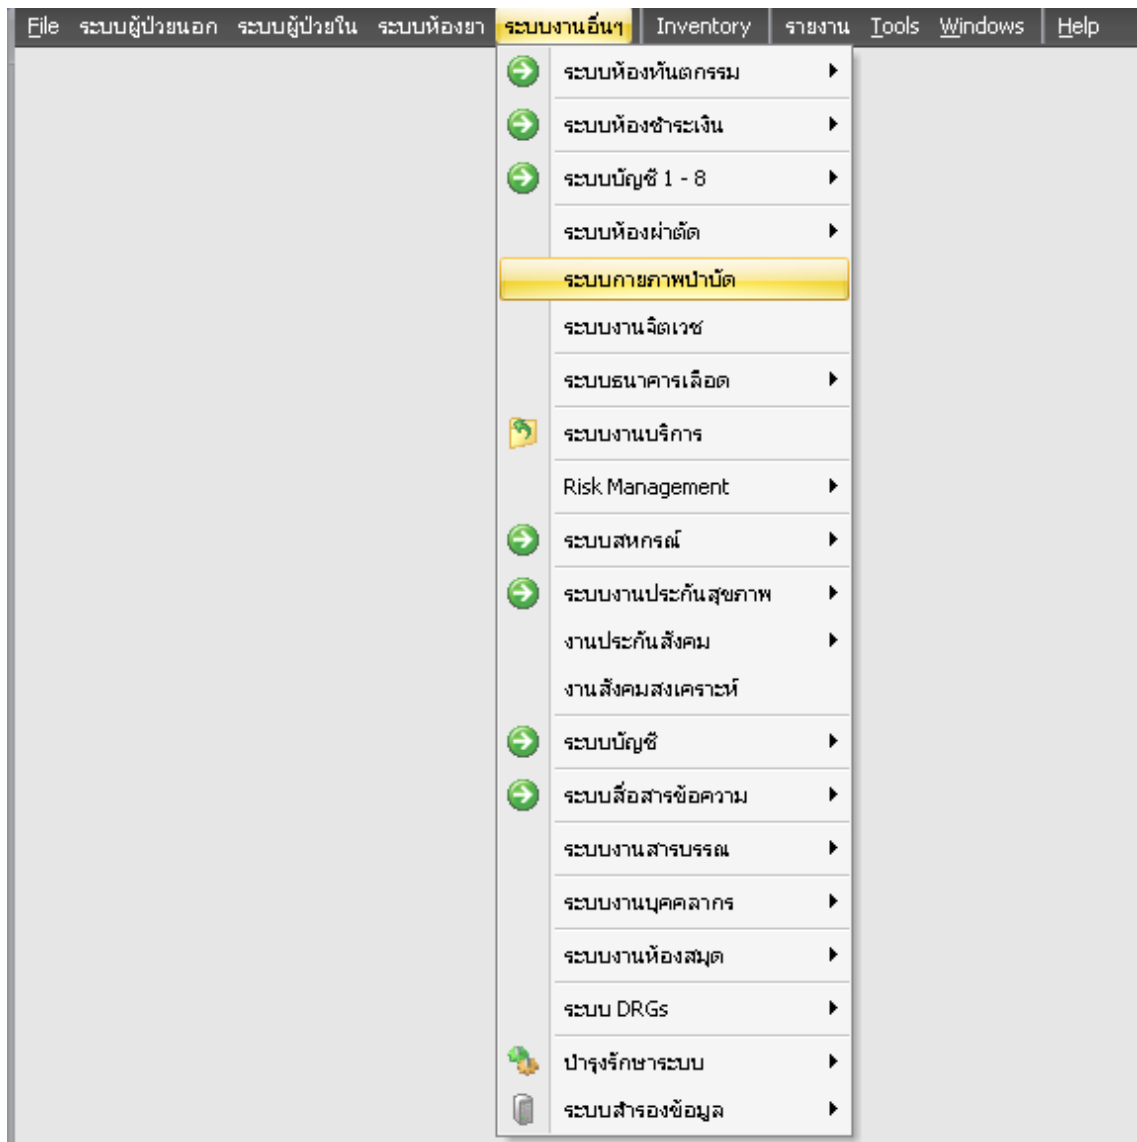 File ระบบผู้ป่วยนอก ระบบผู้ป่วยใน ระบบห้องยา ระบบงานอื่นๆ Inventory รายงาน Tools Windows Help
ระบบห้องทันตกรรม
ระบบห้องชำระเงิน
ระบบบัญชี 1 - 8
ระบบห้องผ่าตัด
ระบบกายภาพบำบัด
ระบบงานจิตเวช
ระบบธนาคารเลือด
ระบบงานบริการ
Risk Management
ระบบสหกรณ์
ระบบงานประกันสุขภาพ
งานประกันสังคม
งานสังคมสงเคราะห์
ระบบบัญชี
ระบบสื่อสารข้อความ
ระบบงานสารบรรณ
ระบบงานบุคคลากร
ระบบงานห้องสมุด
ระบบ DRGs
บำรุงรักษาระบบ
ระบบสำรองข้อมูล